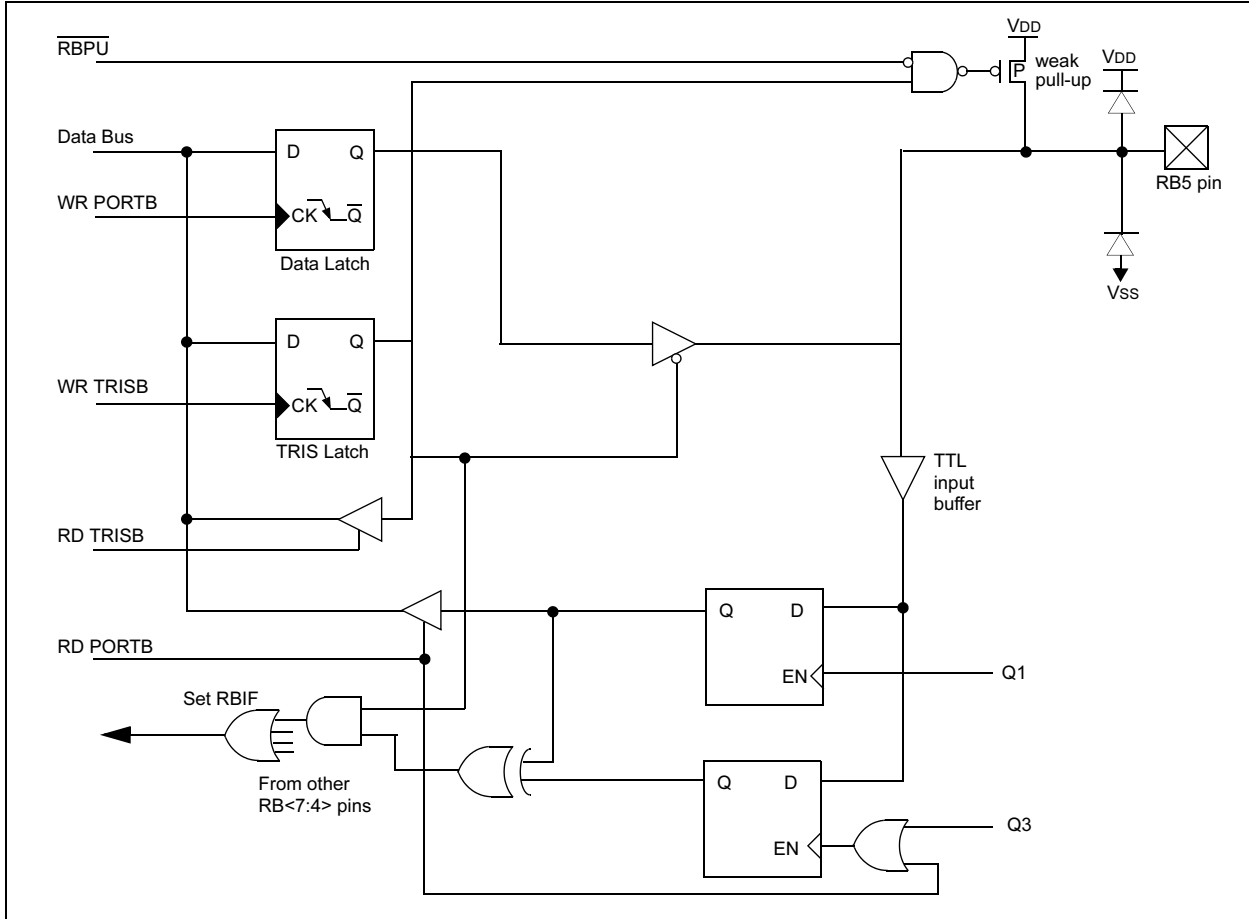 RBPU
VDD
P
weak
pull-up
VDD
Data Bus
D Q
WR PORTB
CK Q
Data Latch
RB5 pin
VSS
D Q
WR TRISB
CK Q
TRIS Latch
TTL
input
buffer
RD TRISB
Q D
RD PORTB
EN
Q1
Set RBIF
From other
RB<7:4> pins
Q D
Q3
EN